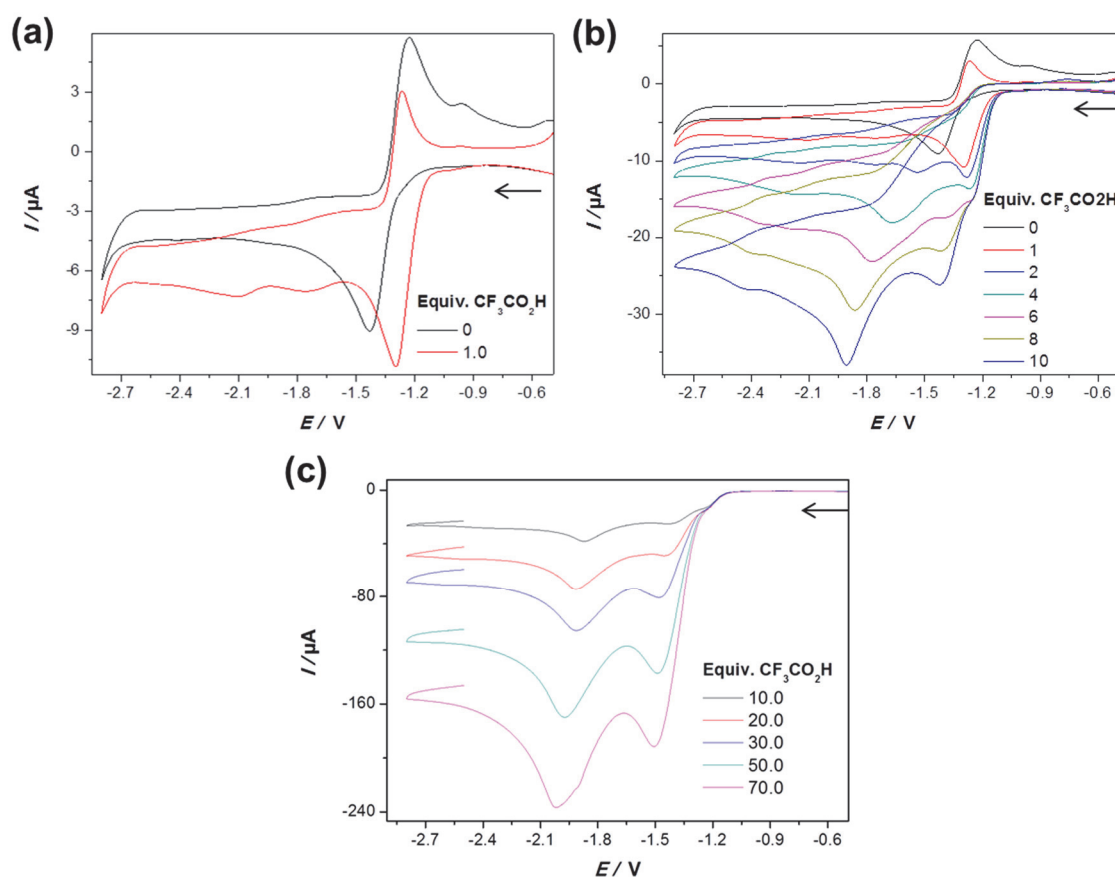 (a)
3
0
-3
-6
-9
I /µA
Equiv. CF3CO2H
0
1.0
-2.7 -2.4 -2.1 -1.8 -1.5 -1.2 -0.9 -0.6
E / V
(b)
0
-10
-20
-30
I /µA
Equiv. CF3CO2H
0
1
2
4
6
8
10
-2.7 -2.4 -2.1 -1.8 -1.5 -1.2 -0.9 -0.6
E / V
(c)
0
-80
-160
-240
I /µA
Equiv. CF3CO2H
10.0
20.0
30.0
50.0
70.0
-2.7 -2.4 -2.1 -1.8 -1.5 -1.2 -0.9 -0.6
E / V